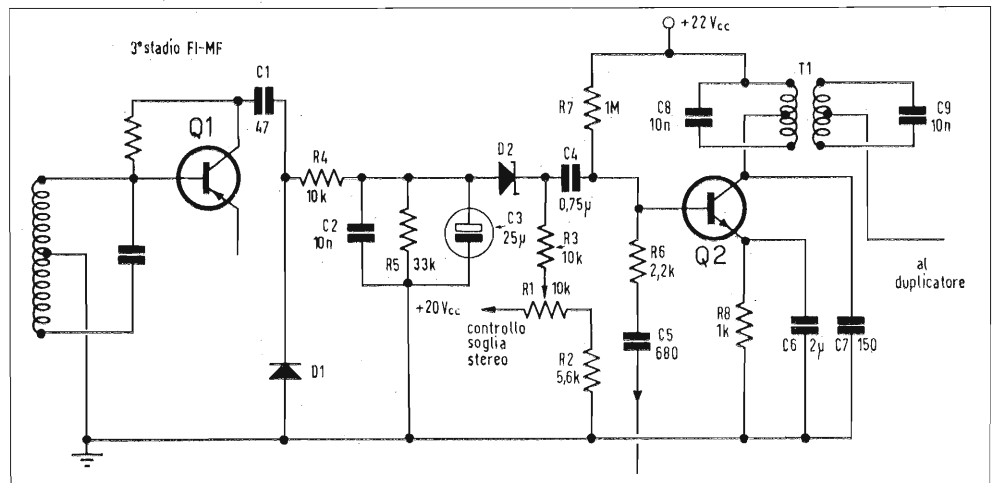 3° stadio FI-MF
+22 Vcc
C1
47
Q1
R4
10k
C2
10n
R5
33k
C3
25µ
D2
C4
0,75µ
R7
1M
C8
10n
T1
C9
10n
R3
10k
R1
10k
+20Vcc
controllo
soglia
stereo
R2
5,6k
R6
2,2k
C5
680
Q2
R8
1k
C6
2µ
C7
150
al
duplicatore
D1